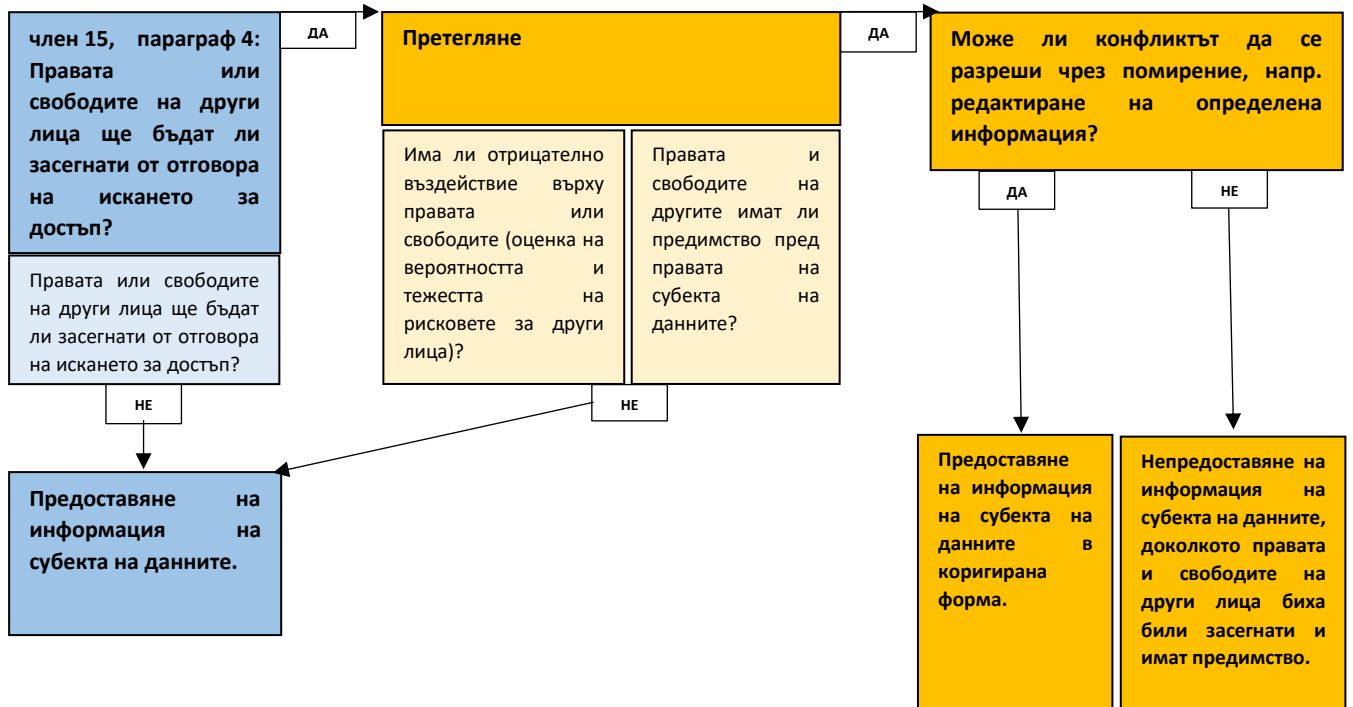 член 15, параграф 4:
Правата или
свободите на други
лица ще бъдат ли
засегнати от отговора
на искането за
достъп?
Правата или свободите
на други лица ще бъдат
ли засегнати от отговора
на искането за достъп?
ДА
НЕ
Претегляне
Има ли отрицателно
въздействие върху
правата или
свободите (оценка на
вероятността и
тежестта на
рисковете за други
лица)?
Правата и
свободите на
другите имат ли
предимство пред
правата на
субекта на
данните?
ДА
НЕ
Може ли конфликтът да се
разреши чрез помирение, напр.
редактиране на определена
информация?
ДА
НЕ
Предоставяне на
информация на
субекта на данните.
Предоставяне
на информация
на субекта на
данните в
коригирана
форма.
Непредоставяне на
информация на
субекта на данните,
доколкото правата
и свободите на
други лица биха
били засегнати и
имат предимство.